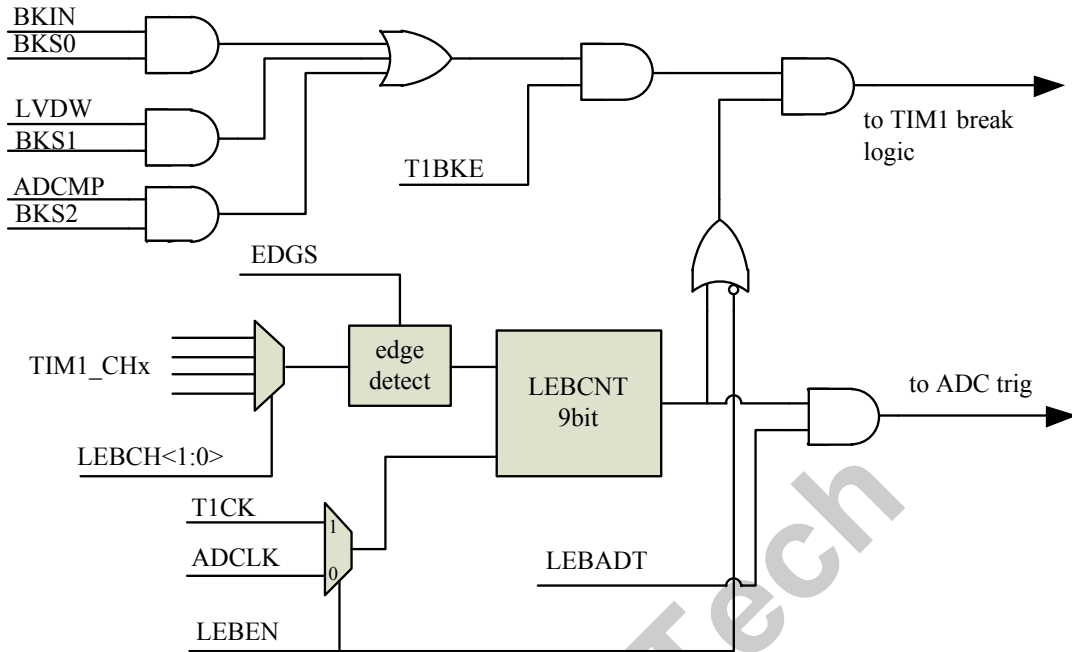 BKIN
BKS0
LVDW
BKS1
ADCMP
BKS2
T1BKE
to TIM1 break
logic
EDGS
TIM1_CHx
edge
detect
LEBCNT
9bit
to ADC trig
LEBCH<1:0>
T1CK
1
ADCLK
0
LEBADT
LEBEN
Tech